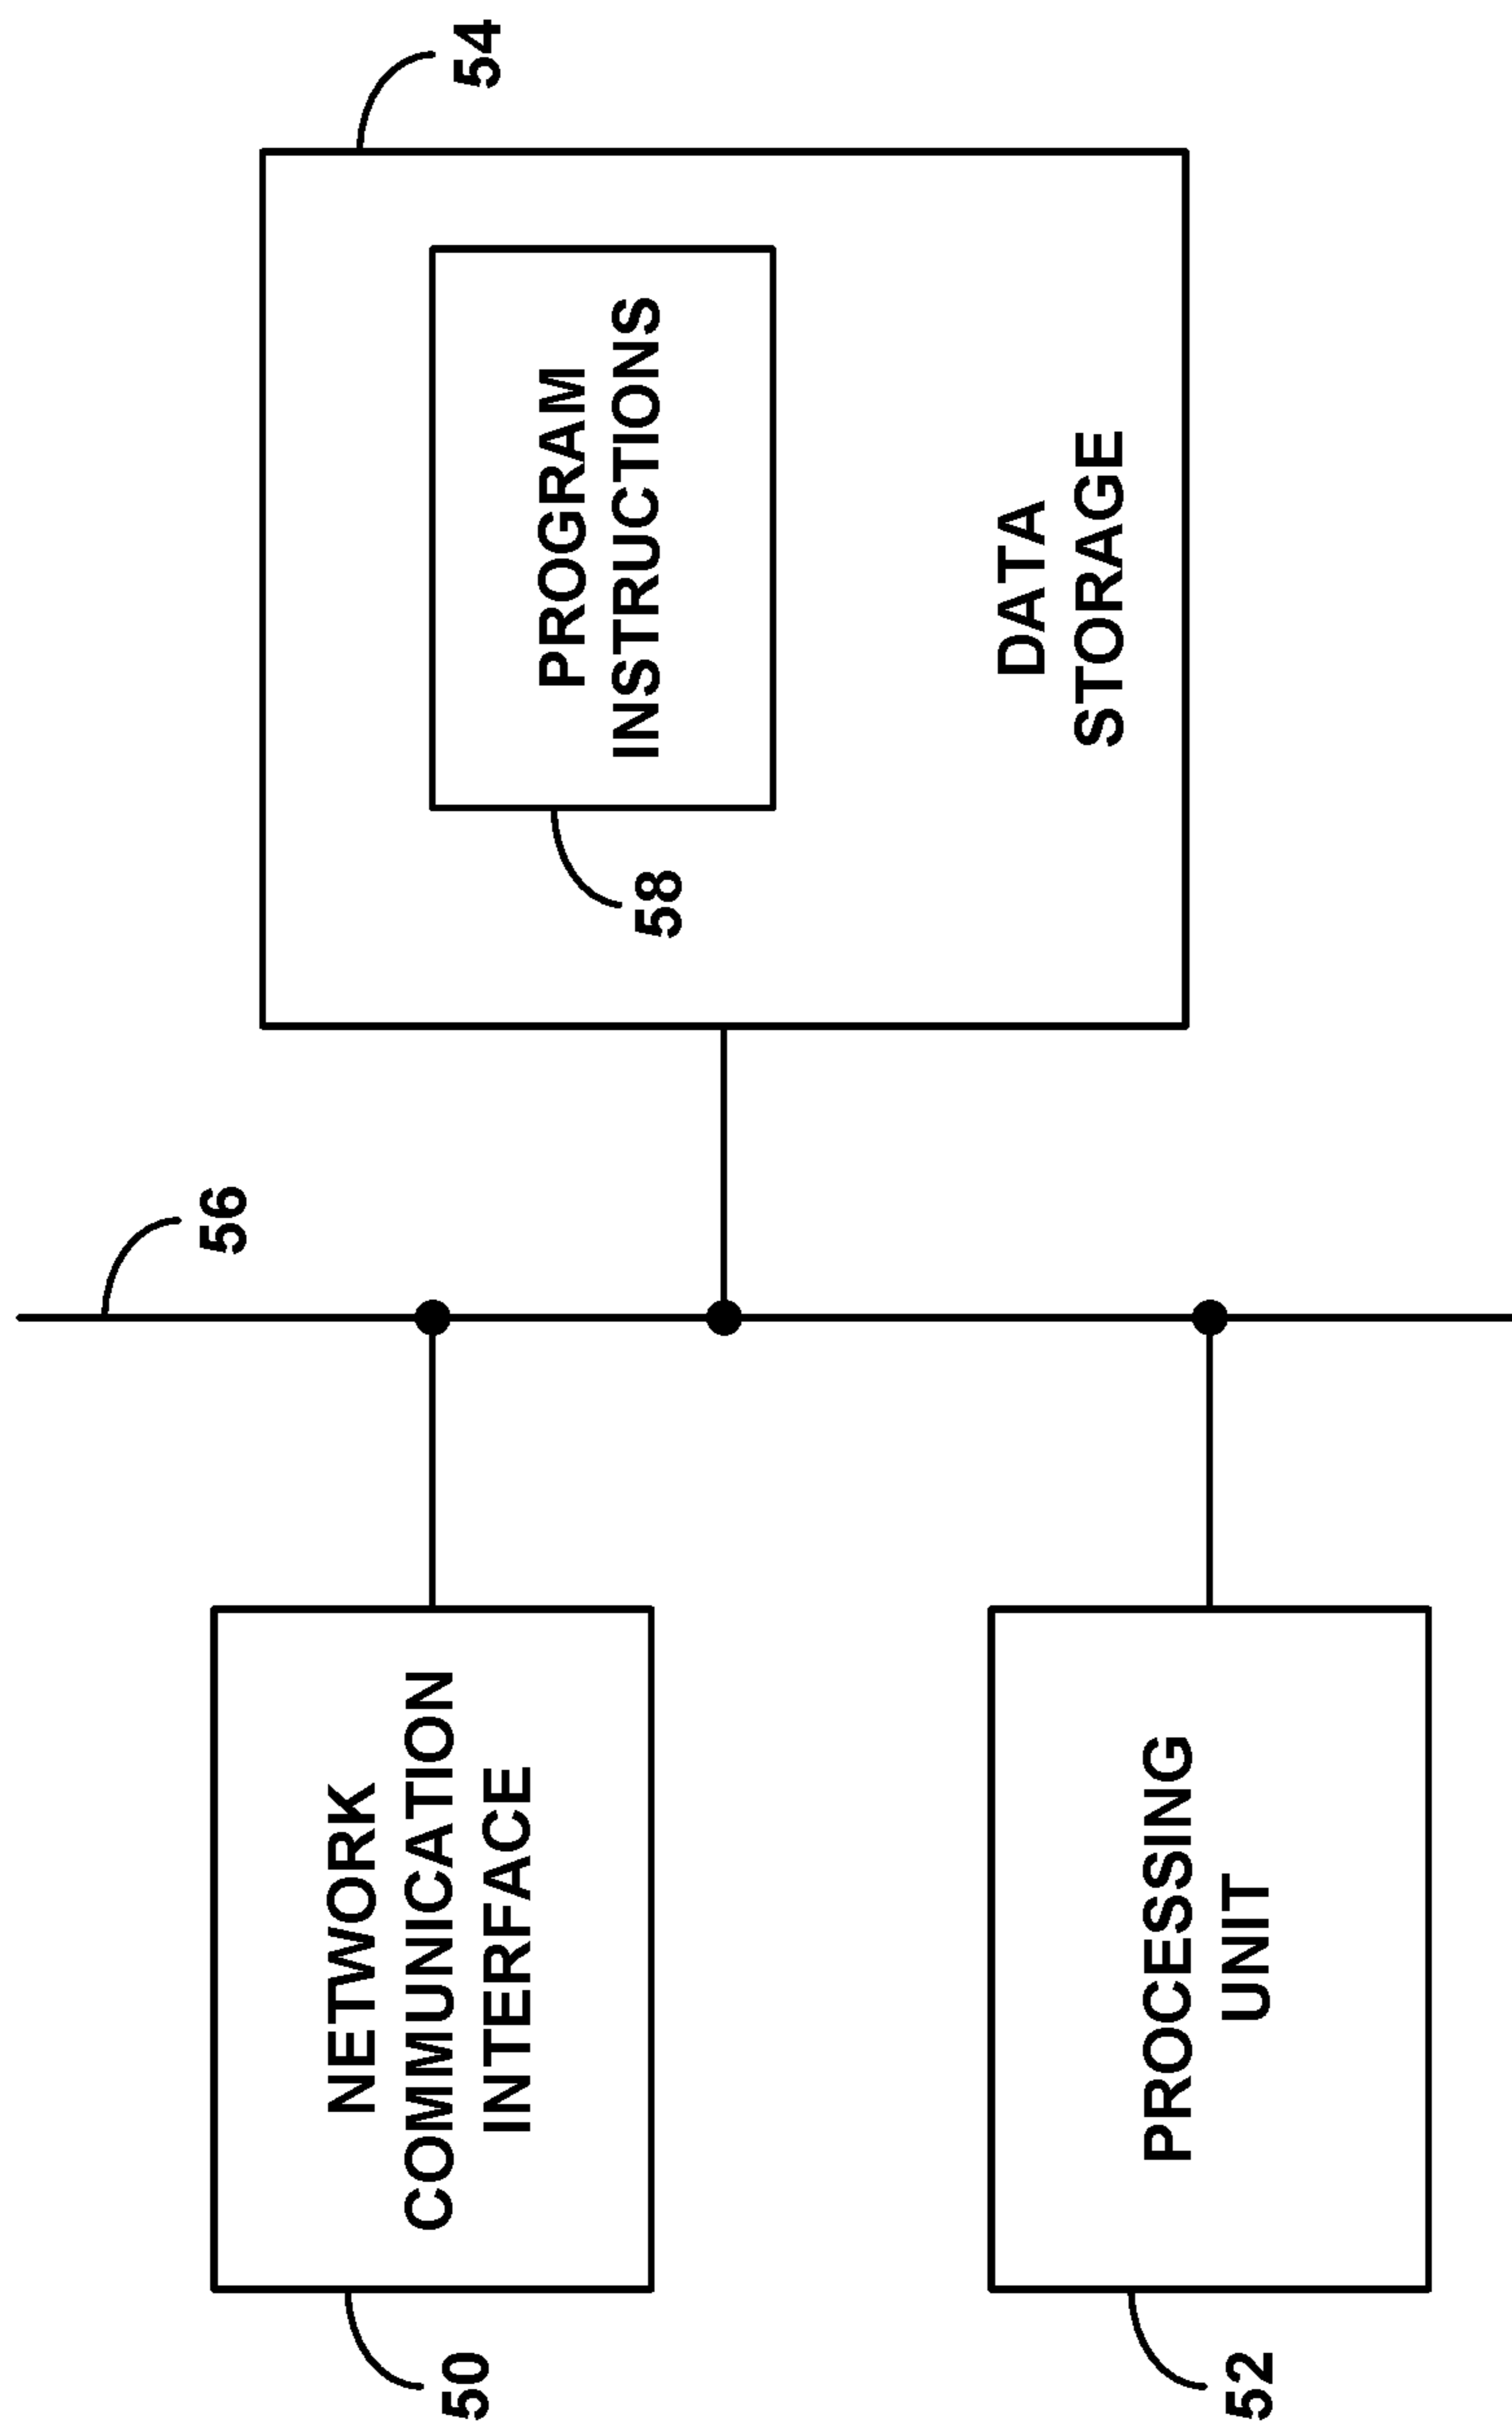 50
NETWORK
COMMUNICATION
INTERFACE
56
54
58
PROGRAM
INSTRUCTIONS
DATA
STORAGE
52
PROCESSING
UNIT